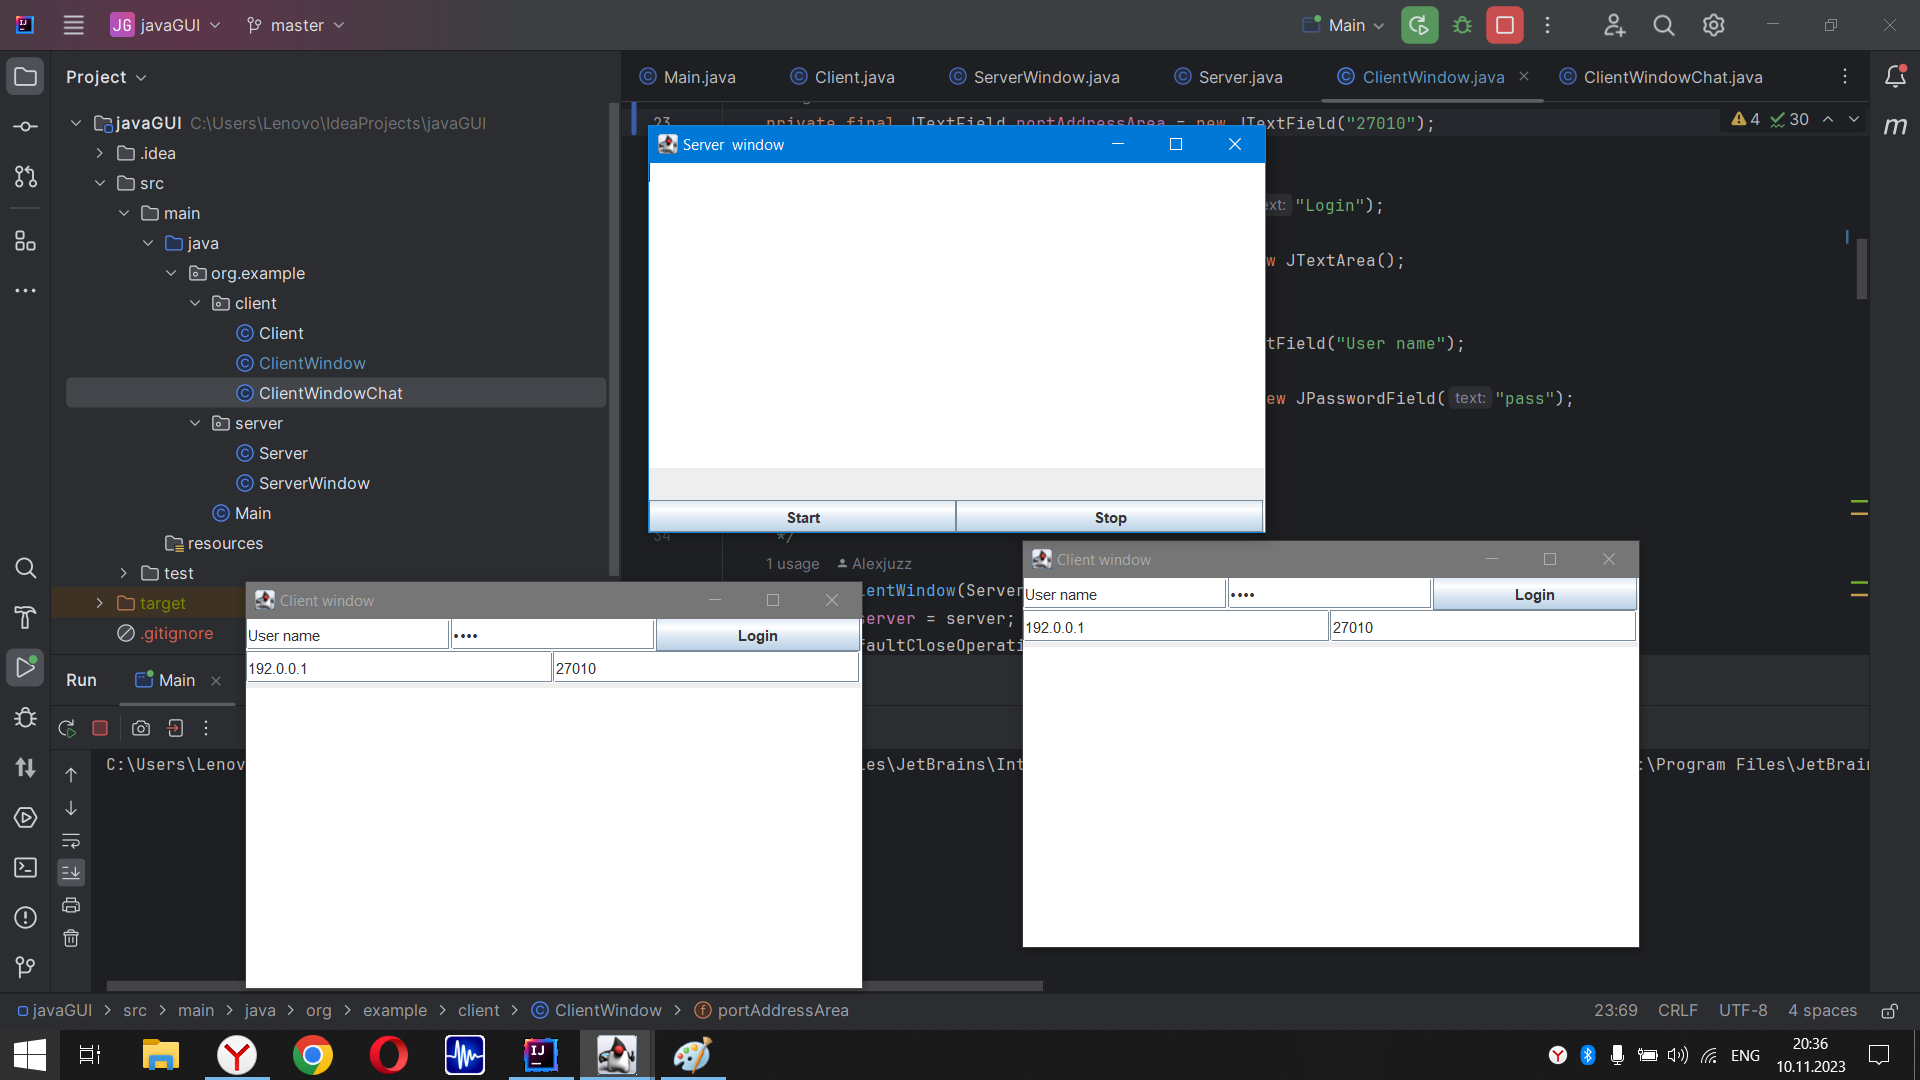 JG javaGUI master Main
Project
Main.java Client.java ServerWindow.java Server.java ClientWindow.java ClientWindowChat.java
javaGUI C:\Users\Lenovo\IdeaProjects\javaGUI
.idea
src
main
java
org.example
client
Client
ClientWindow
ClientWindowChat
server
Server
ServerWindow
Main
resources
test
target
.gitignore
23 private final JTextField portAddressArea = new JTextField("27010");
4 30
Server window
"Login");
JTextArea();
tField("User name");
JPasswordField( text: "pass");
Start Stop
34 */
1 usage Alexjuzz
entWindow(Server
server = server;
faultCloseOperati
Client window
User name •••• Login
192.0.0.1 27010
Client window
User name •••• Login
192.0.0.1 27010
Run Main
C:\Users\Lenov es\JetBrains\Int :\Program Files\JetBrain
javaGUI > src > main > java > org > example > client > ClientWindow > portAddressArea
23:69 CRLF UTF-8 4 spaces
ENG
20:36
10.11.2023